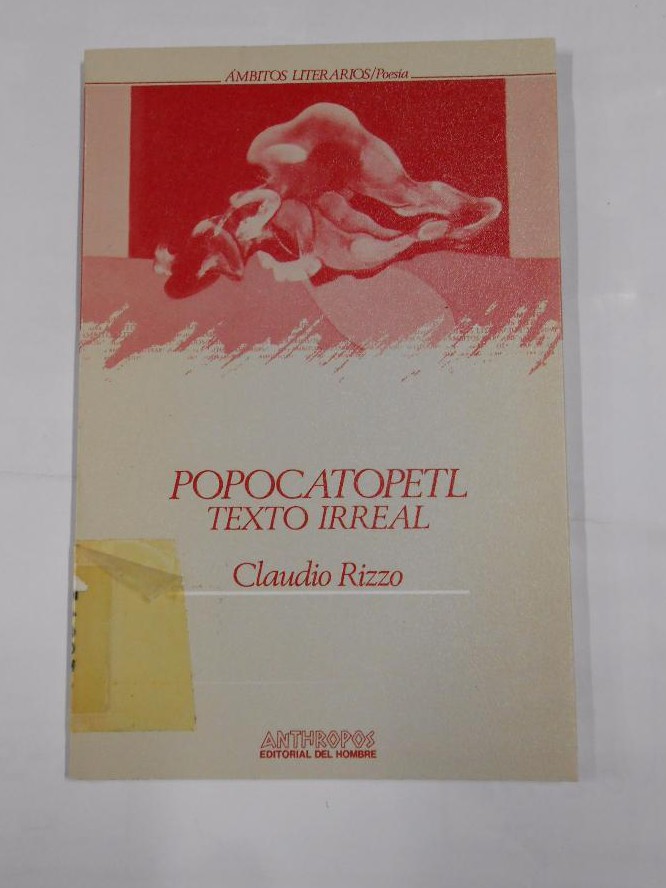 ÁMBITOS LITERARIOS/Poesía
POPOCATOPETL
TEXTO IRREAL
Claudio Rizzo
ANTHROPOS
EDITORIAL DEL HOMBRE